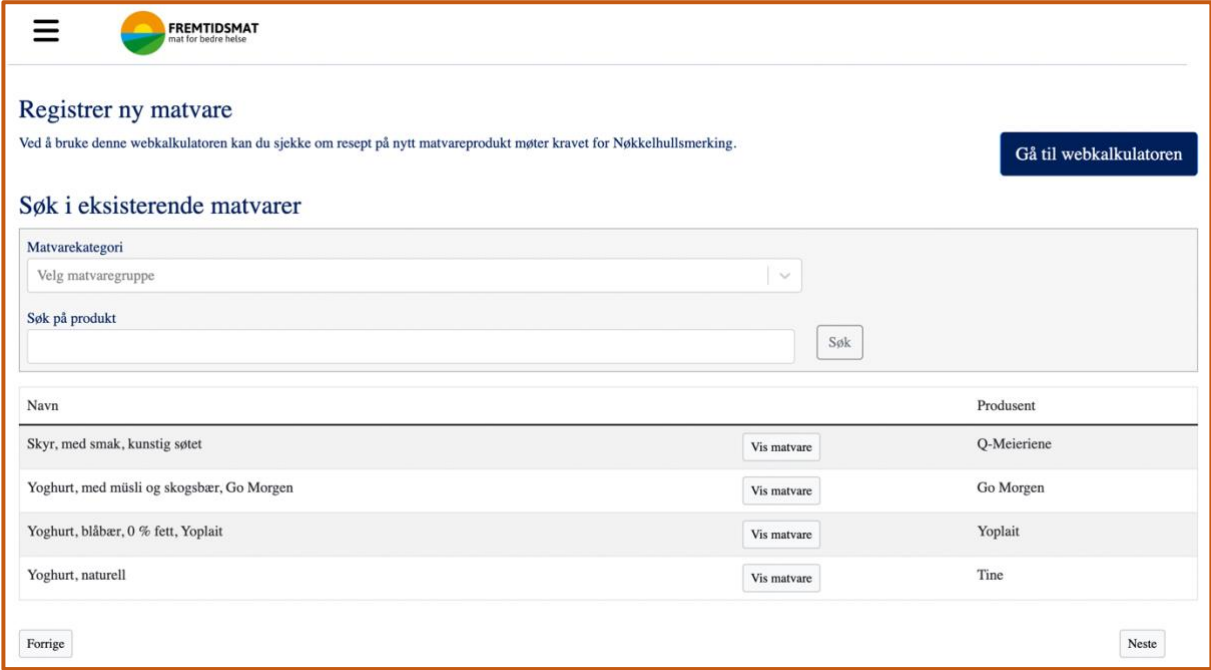 FREMTIDSMAT
mat for bedre helse
Registrer ny matvare
Ved å bruke denne webkalkulatoren kan du sjekke om resept på nytt matvareprodukt møter kravet for Nøkkelhullsmerking.
Gå til webkalkulatoren
Søk i eksisterende matvarer
Matvarekategori
Velg matvaregruppe
Søk på produkt
Søk
Navn Produsent
Skyr, med smak, kunstig søtet Vis matvare Q-Meieriene
Yoghurt, med müsli og skogsbær, Go Morgen Vis matvare Go Morgen
Yoghurt, blåbær, 0 % fett, Yoplait Vis matvare Yoplait
Yoghurt, naturell Vis matvare Tine
Forrige Neste